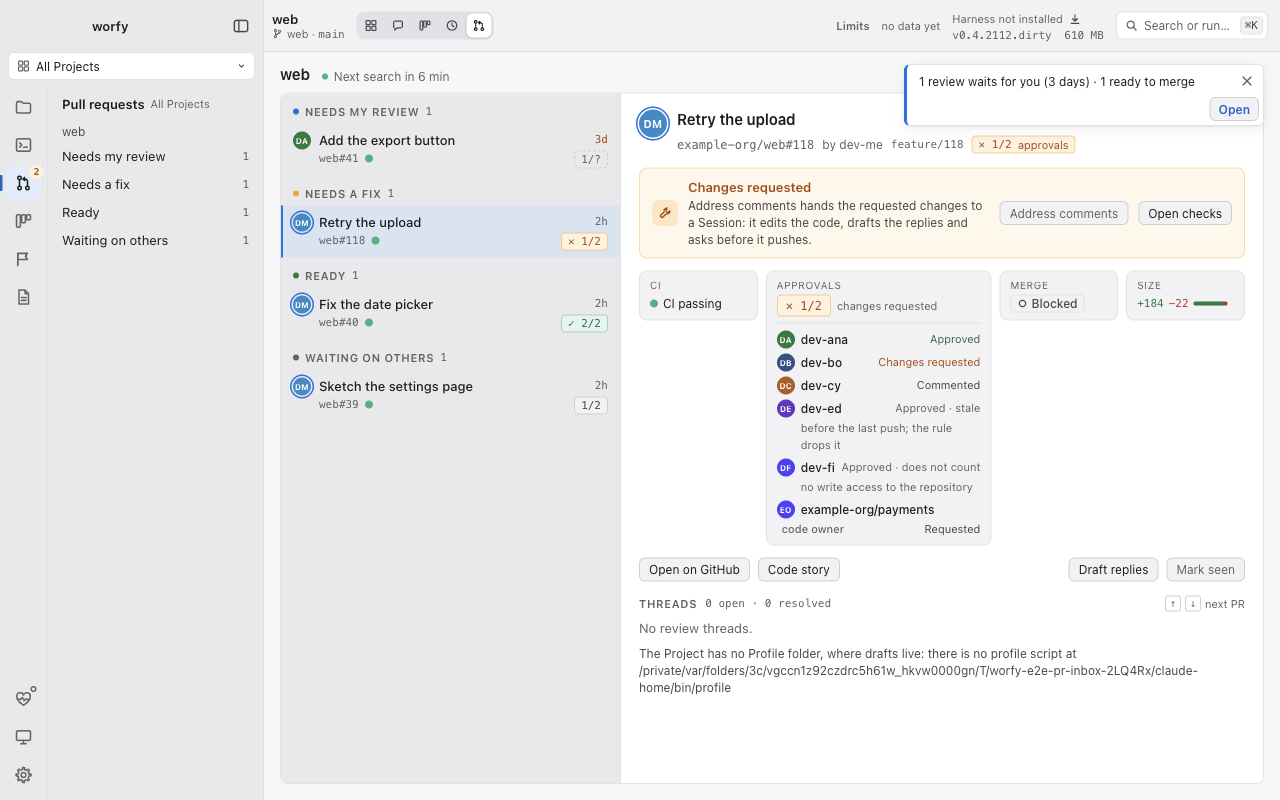 worfy
All Projects
2
Pull requests All Projects
web
Needs my review 1
Needs a fix 1
Ready 1
Waiting on others 1
web
web · main
Limits no data yet
Harness not installed
v0.4.2112.dirty 610 MB
Search or run... ⌘K
web Next search in 6 min
1 review waits for you (3 days) · 1 ready to merge
Open
NEEDS MY REVIEW 1
DA Add the export button 3d
web#41 1/?
NEEDS A FIX 1
DM Retry the upload 2h
web#118 × 1/2
READY 1
DM Fix the date picker 2h
web#40 ✓ 2/2
WAITING ON OTHERS 1
DM Sketch the settings page 2h
web#39 1/2
DM Retry the upload
example-org/web#118 by dev-me feature/118 × 1/2 approvals
Changes requested
Address comments hands the requested changes to
a Session: it edits the code, drafts the replies and
asks before it pushes.
Address comments Open checks
CI
CI passing
APPROVALS
× 1/2 changes requested
DA dev-ana Approved
DB dev-bo Changes requested
DC dev-cy Commented
DE dev-ed Approved · stale
before the last push; the rule
drops it
DF dev-fi Approved · does not count
no write access to the repository
EO example-org/payments
code owner Requested
MERGE
Blocked
SIZE
+184 −22
Open on GitHub Code story Draft replies Mark seen
THREADS 0 open · 0 resolved ↑ ↓ next PR
No review threads.
The Project has no Profile folder, where drafts live: there is no profile script at
/private/var/folders/3c/vgccn1z92czdrc5h61w_hkvw0000gn/T/worfy-e2e-pr-inbox-2LQ4Rx/claude-
home/bin/profile